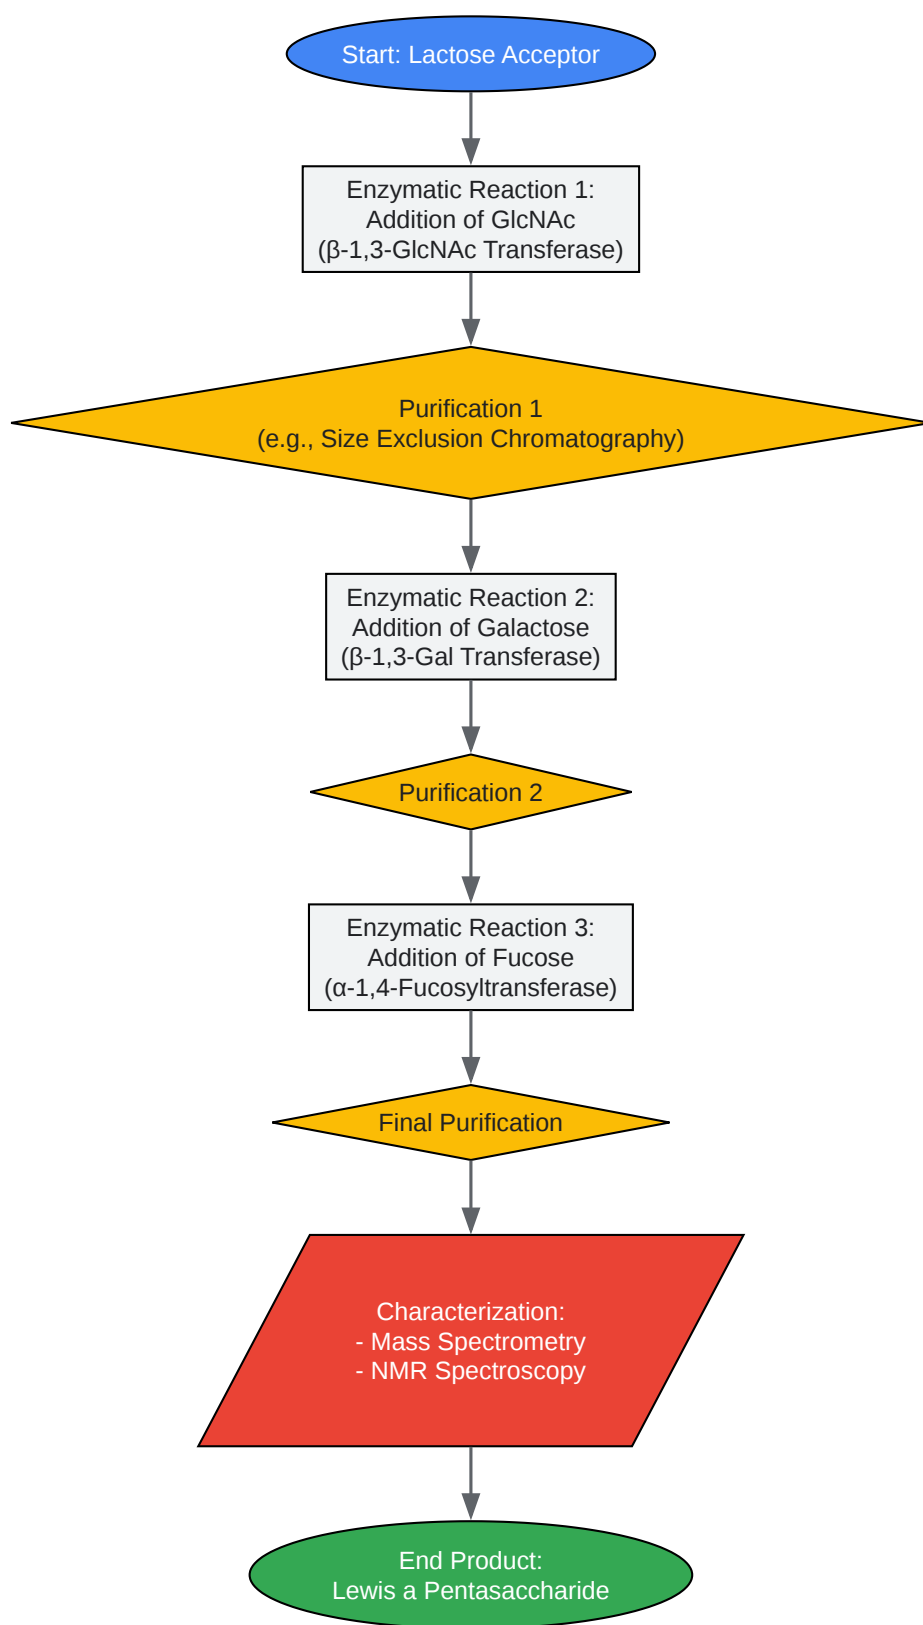 Start: Lactose Acceptor
Enzymatic Reaction 1:
Addition of GlcNAc
(β-1,3-GlcNAc Transferase)
Purification 1
(e.g., Size Exclusion Chromatography)
Enzymatic Reaction 2:
Addition of Galactose
(β-1,3-Gal Transferase)
Purification 2
Enzymatic Reaction 3:
Addition of Fucose
(α-1,4-Fucosyltransferase)
Final Purification
Characterization:
- Mass Spectrometry
- NMR Spectroscopy
End Product:
Lewis a Pentasaccharide